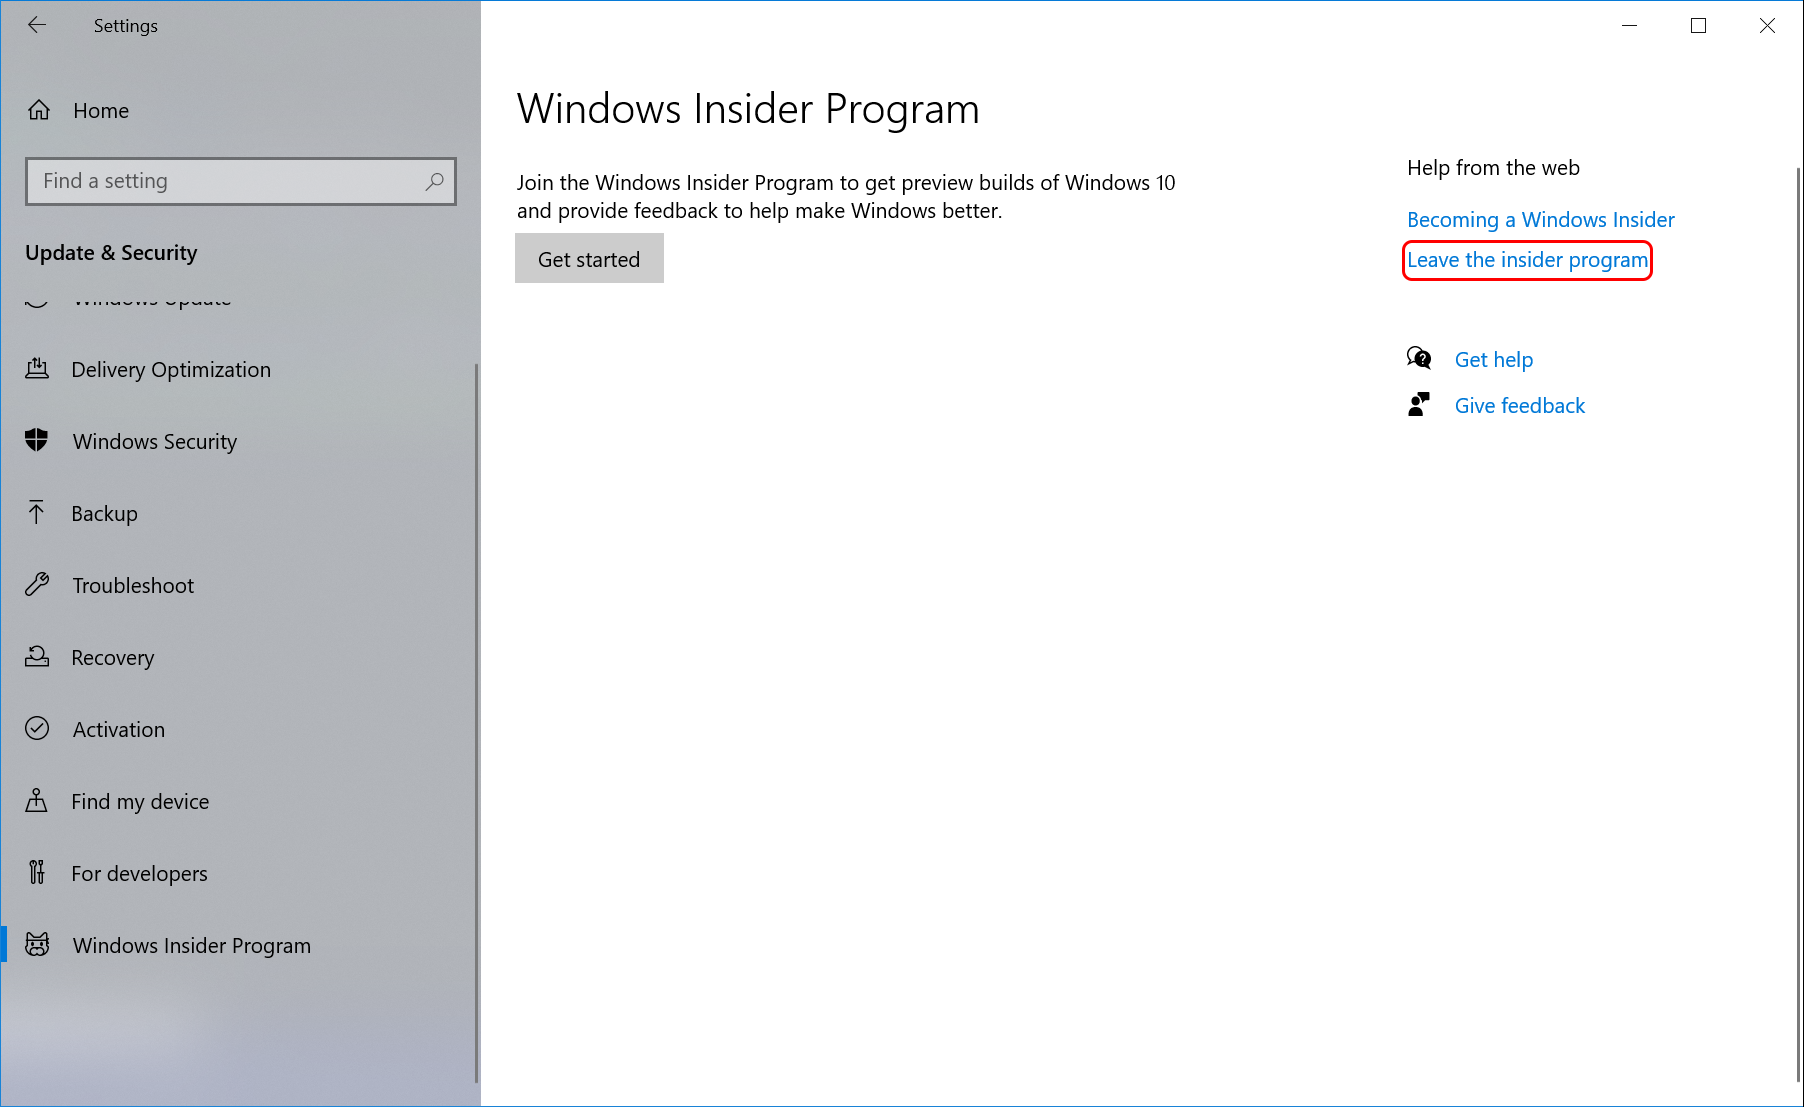 Settings
Home
Find a setting
Update & Security
Windows Update
Delivery Optimization
Windows Security
Backup
Troubleshoot
Recovery
Activation
Find my device
For developers
Windows Insider Program
Windows Insider Program
Join the Windows Insider Program to get preview builds of Windows 10
and provide feedback to help make Windows better.
Get started
Help from the web
Becoming a Windows Insider
Leave the insider program
Get help
Give feedback